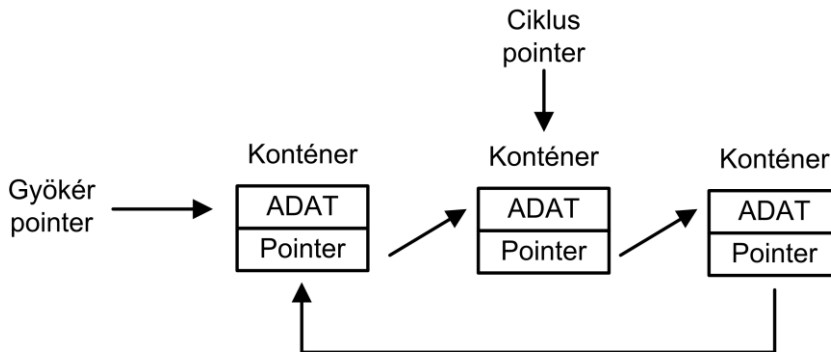 Ciklus
pointer
Konténer
Konténer
Konténer
Gyökér
pointer
ADAT
Pointer
ADAT
Pointer
ADAT
Pointer